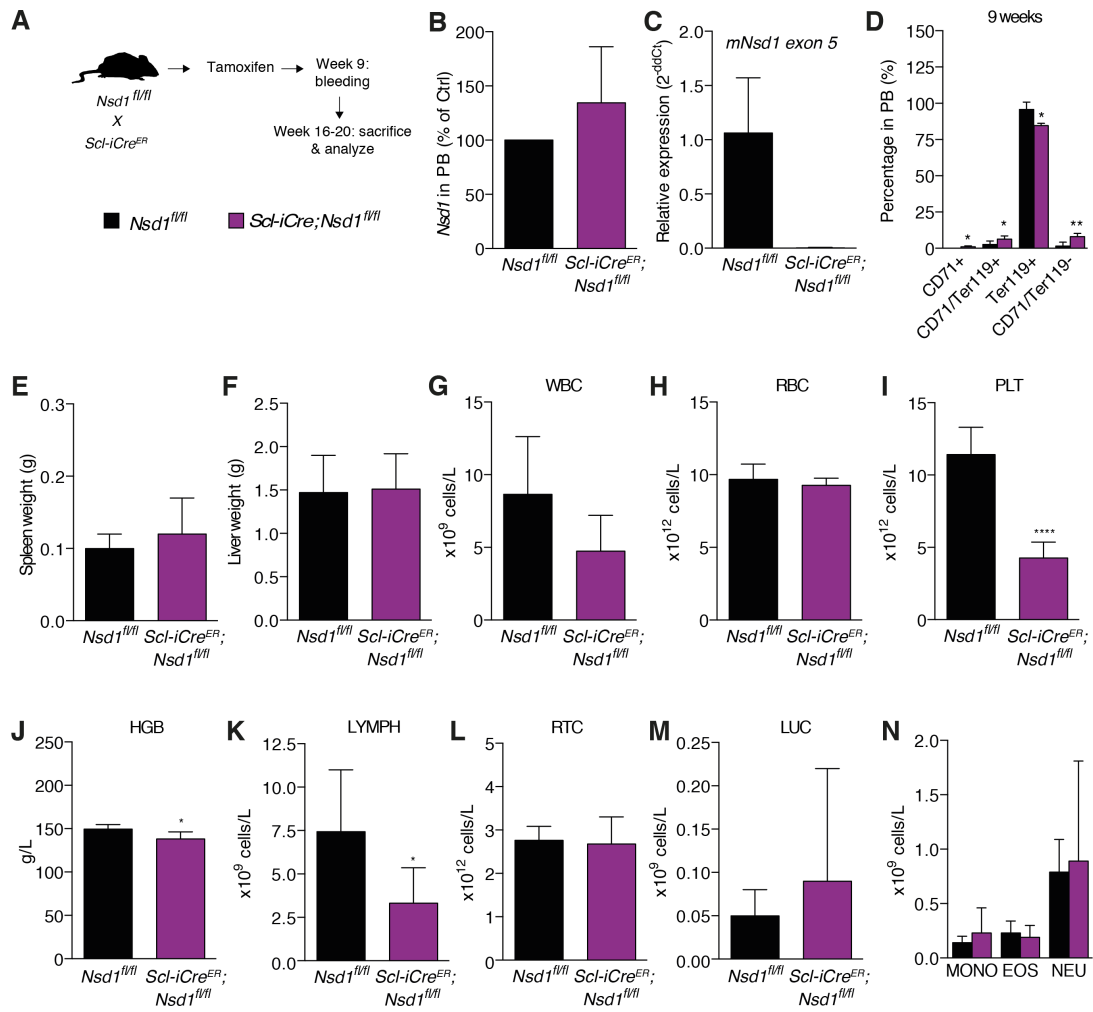 A
Nsd1 fl/fl
X
Scl-iCreER
Tamoxifen
Week 9:
bleeding
Week 16-20: sacrifice
& analyze
Nsd1fl/fl
Scl-iCre;Nsd1fl/fl
B
Nsd1 in PB (% of Ctrl)
200
150
100
50
0
Nsd1fl/fl
Scl-iCreER;
Nsd1fl/fl
C
mNsd1 exon 5
Relative expression (2-ddCt)
2.0
1.5
1.0
0.5
0.0
Nsd1fl/fl
Scl-iCreER;
Nsd1fl/fl
D
9 weeks
Percentage in PB (%)
150
125
100
75
50
25
0
*
*
*
**
CD71+
CD71/Ter119+
Ter119+
CD71/Ter119-
E
Spleen weight (g)
0.3
0.2
0.1
0.0
Nsd1fl/fl
Scl-iCreER;
Nsd1fl/fl
F
Liver weight (g)
2.5
2.0
1.5
1.0
0.5
0.0
Nsd1fl/fl
Scl-iCreER;
Nsd1fl/fl
G
WBC
x109 cells/L
15
10
5
0
Nsd1fl/fl
Scl-iCreER;
Nsd1fl/fl
H
RBC
x1012 cells/L
15
10
5
0
Nsd1fl/fl
Scl-iCreER;
Nsd1fl/fl
I
PLT
x1012 cells/L
15
10
5
0
****
Nsd1fl/fl
Scl-iCreER;
Nsd1fl/fl
J
HGB
g/L
250
200
150
100
50
0
*
Nsd1fl/fl
Scl-iCreER;
Nsd1fl/fl
K
LYMPH
x109 cells/L
12.5
12.0
7.5
5.0
2.5
0.0
*
Nsd1fl/fl
Scl-iCreER;
Nsd1fl/fl
L
RTC
x1012 cells/L
5
4
3
2
1
0
Nsd1fl/fl
Scl-iCreER;
Nsd1fl/fl
M
LUC
x109 cells/L
0.25
0.20
0.15
0.10
0.05
0.00
Nsd1fl/fl
Scl-iCreER;
Nsd1fl/fl
N
x109 cells/L
2.0
1.5
1.0
0.5
0.0
MONO
EOS
NEU